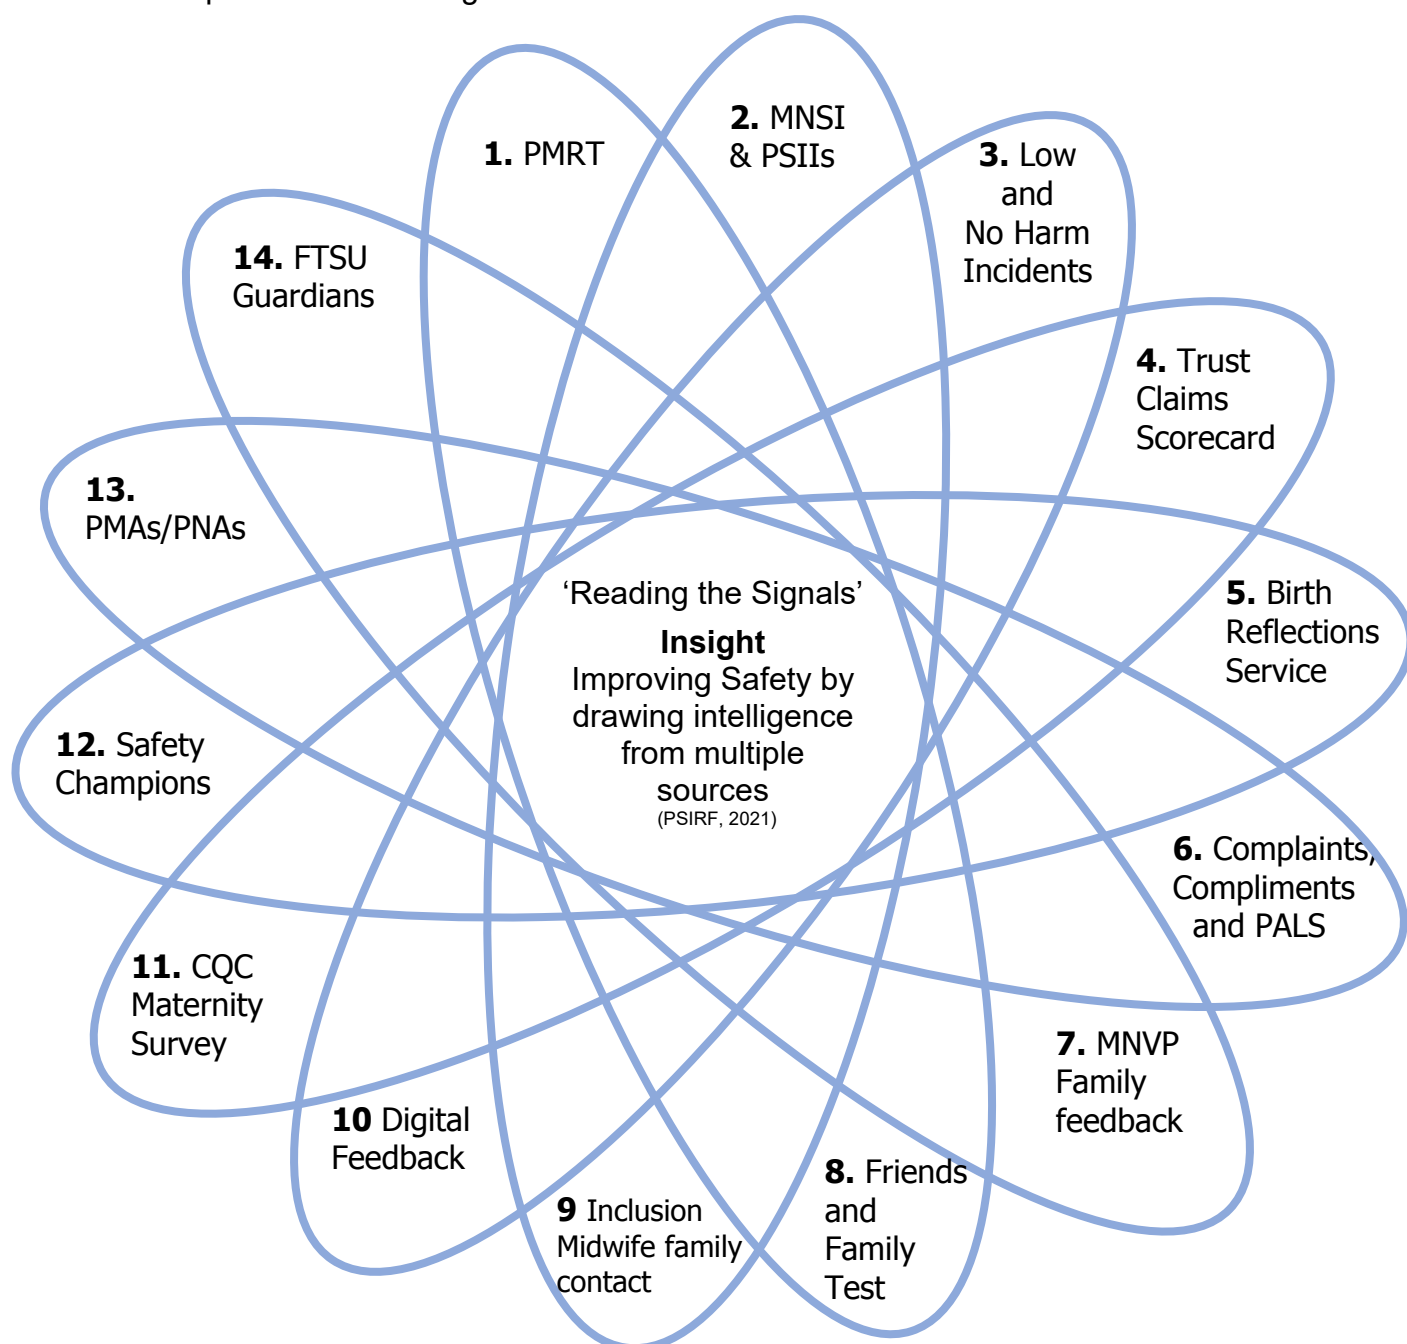 1. PMRT
2. MNSI
& PSIIs
3. Low
and
No Harm
Incidents
4. Trust
Claims
Scorecard
5. Birth
Reflections
Service
6. Complaints,
Compliments
and PALS
7. MNVP
Family
feedback
8. Friends
and
Family
Test
9 Inclusion
Midwife family
contact
10 Digital
Feedback
11. CQC
Maternity
Survey
12. Safety
Champions
13.
PMAs/PNAs
14. FTSU
Guardians
‘Reading the Signals’
Insight
Improving Safety by
drawing intelligence
from multiple
sources
(PSIRF, 2021)